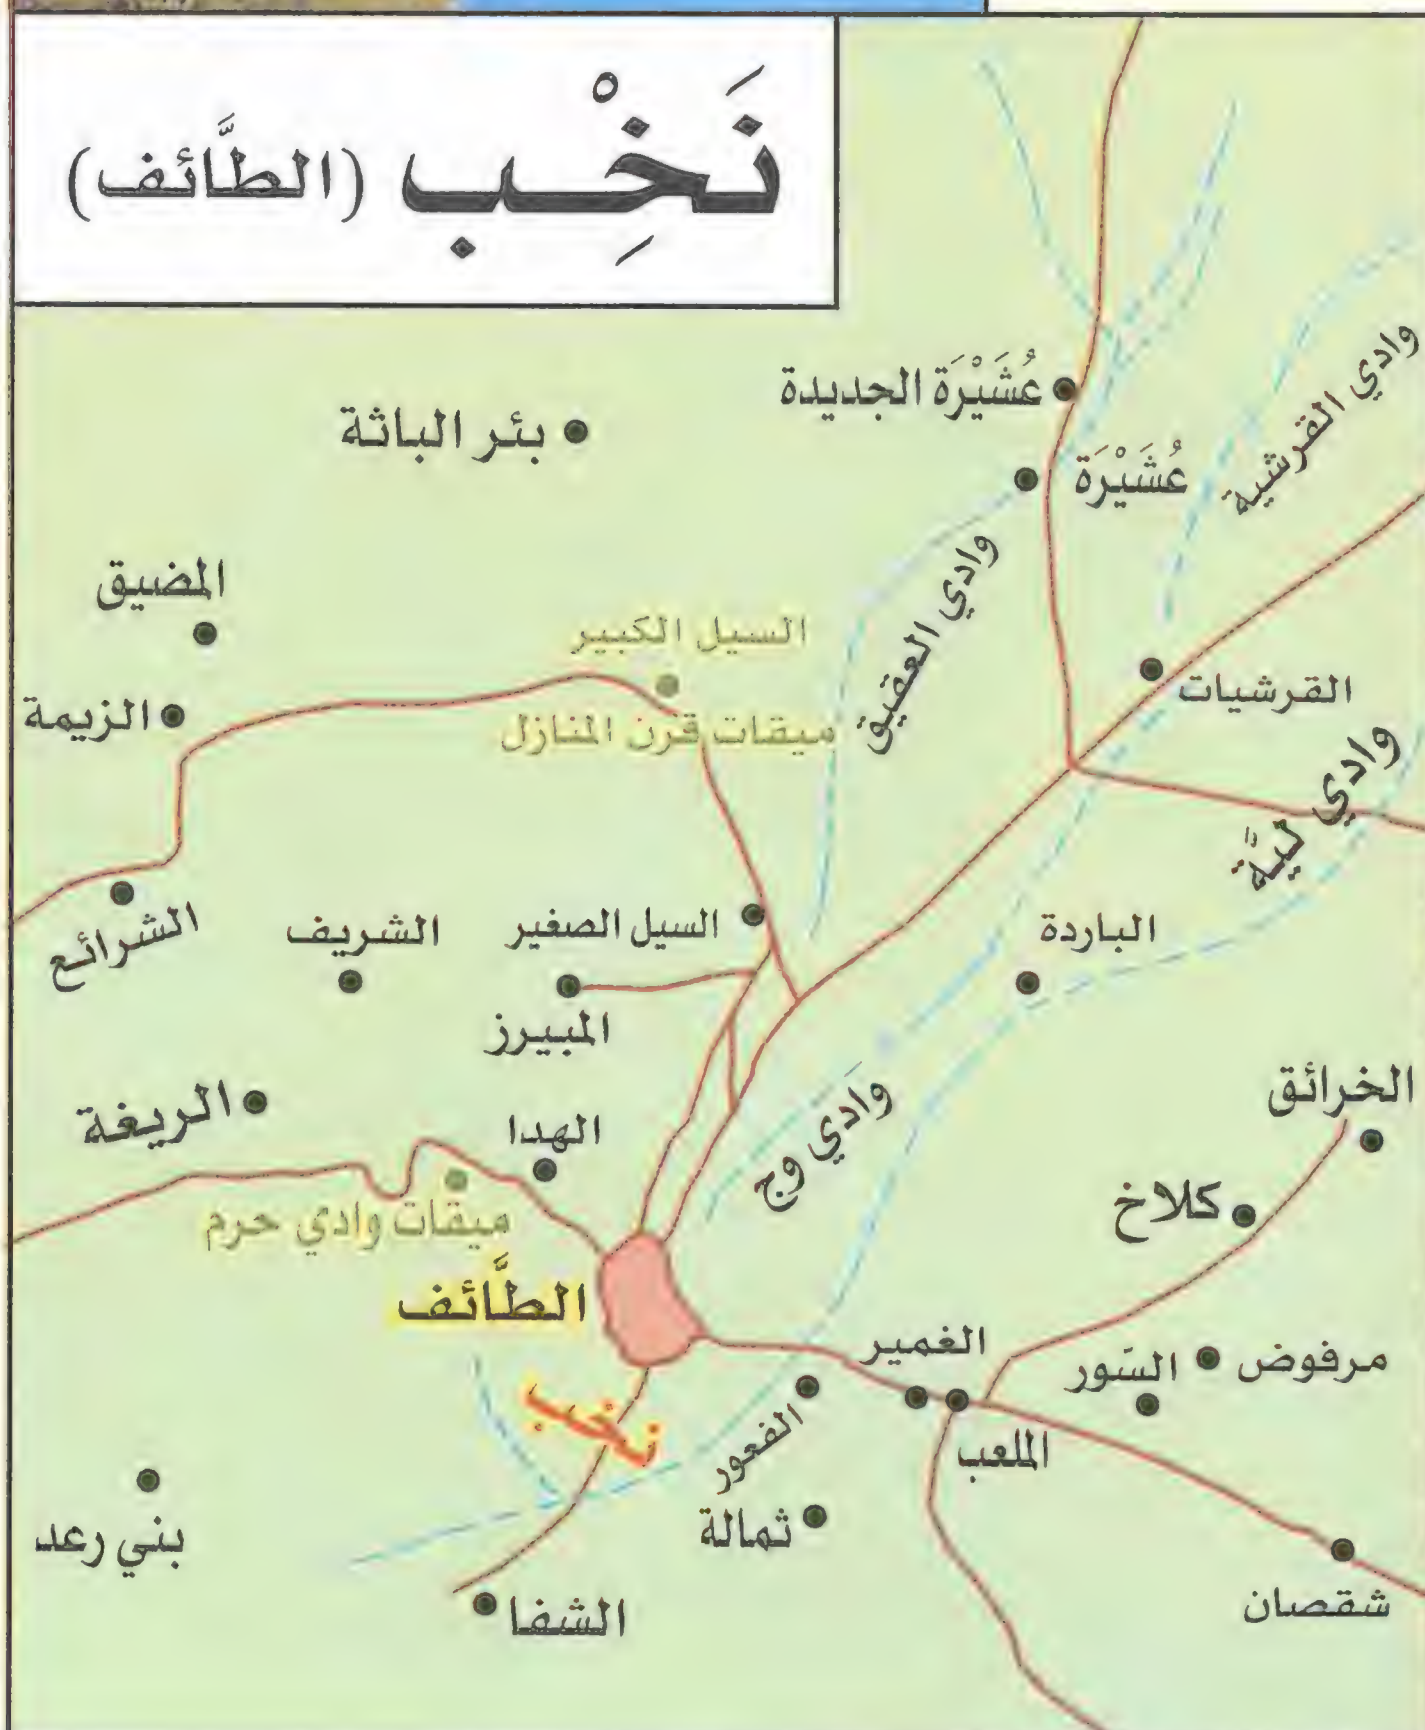 نَخِْب (الطَّائف)
عُشَيْرَة الجديدة
بئر الباثة
وادي القرشية
عُشَيْرَة
وادي العقيق
المضيق
السيل الكبير
القرشيات
الزيمة
ميقات قرن المنازل
وادي ليَّة
الشرائع
الشريف
السيل الصغير
الباردة
المبيرز
الخرائق
الريغة
الهدا
وادي وج
كلاخ
ميقات وادي حرم
الطَّائف
الغمير
مرفوض
السَور
نخب
الفعور
الملعب
ثمالة
بني رعد
الشفا
شقصان